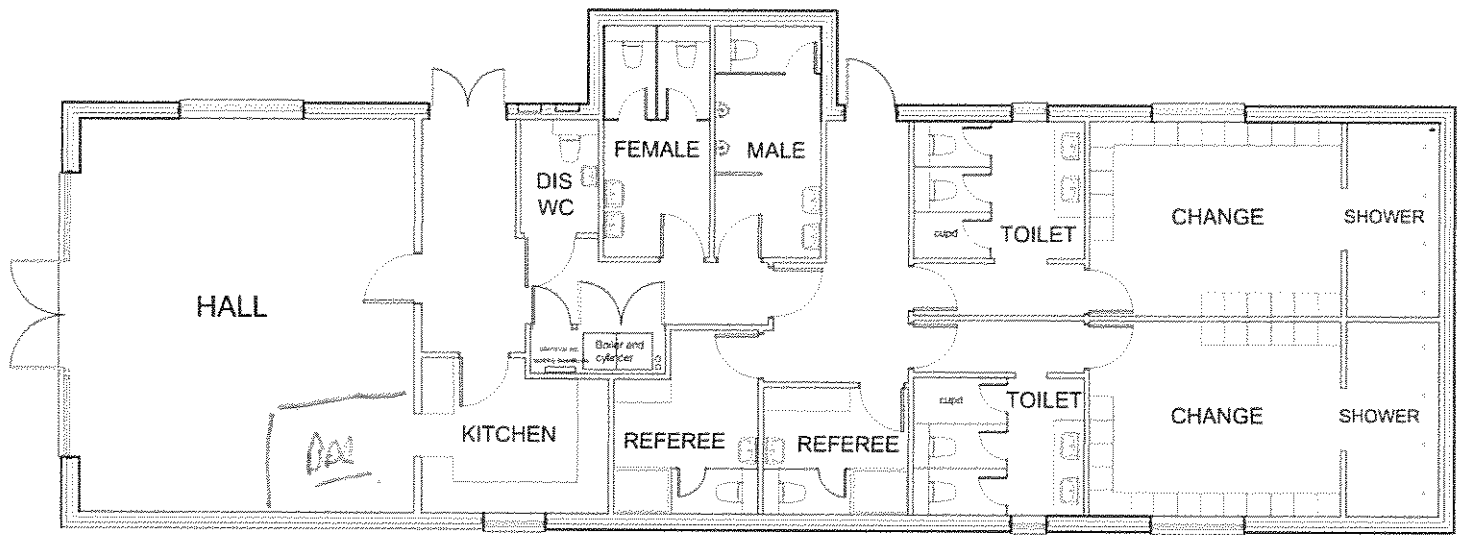 FEMALE
MALE
DIS
WC
CHANGE
SHOWER
cupd
TOILET
HALL
Boiler and
cylinder
cupd
TOILET
CHANGE
SHOWER
KITCHEN
REFEREE
REFEREE